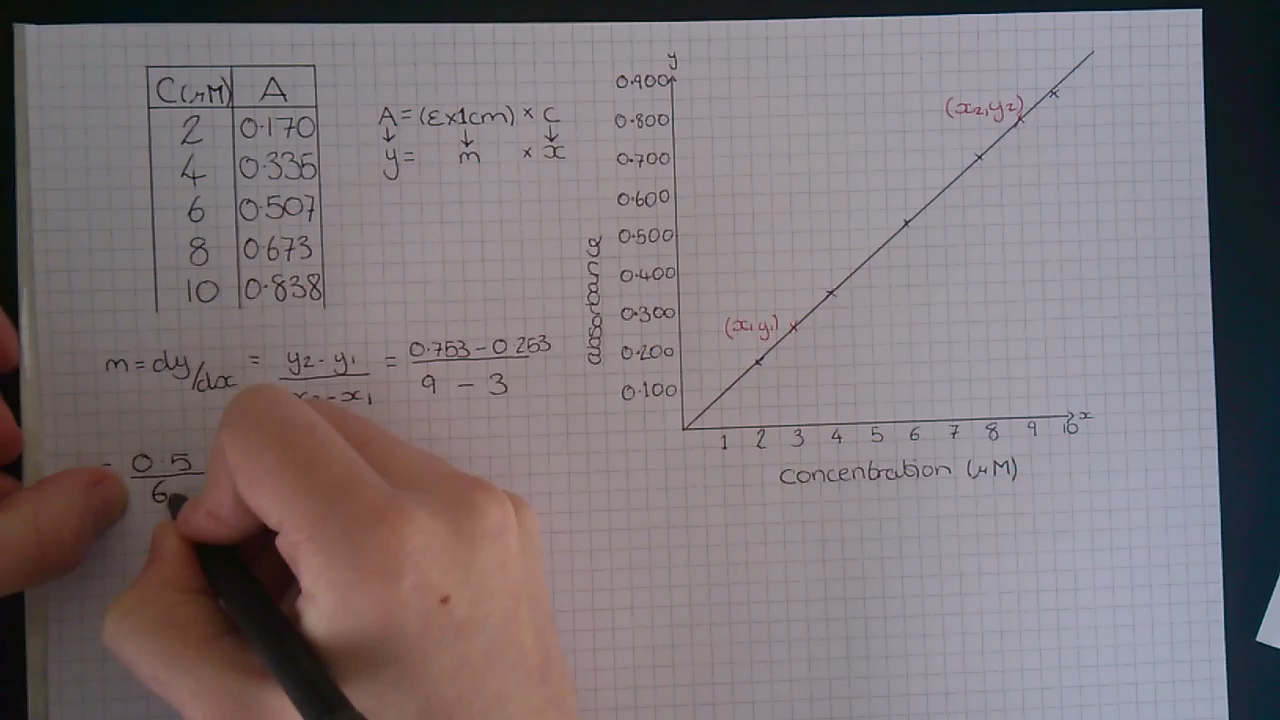 C(μM) A
2 0.170
4 0.335
6 0.507
8 0.673
10 0.838
A = (ε×1cm) × C
↓ ↓ ↓
y = m × x
m = dy/dx = y2 - y1 / x2 - x1 = 0.753 - 0.253 / 9 - 3
= 0.5 / 6
y
0.900
0.800
0.700
0.600
0.500
0.400
0.300
0.200
0.100
absorbance
(x2,y2)
(x1y1)
1 2 3 4 5 6 7 8 9 10 x
concentration (μM)